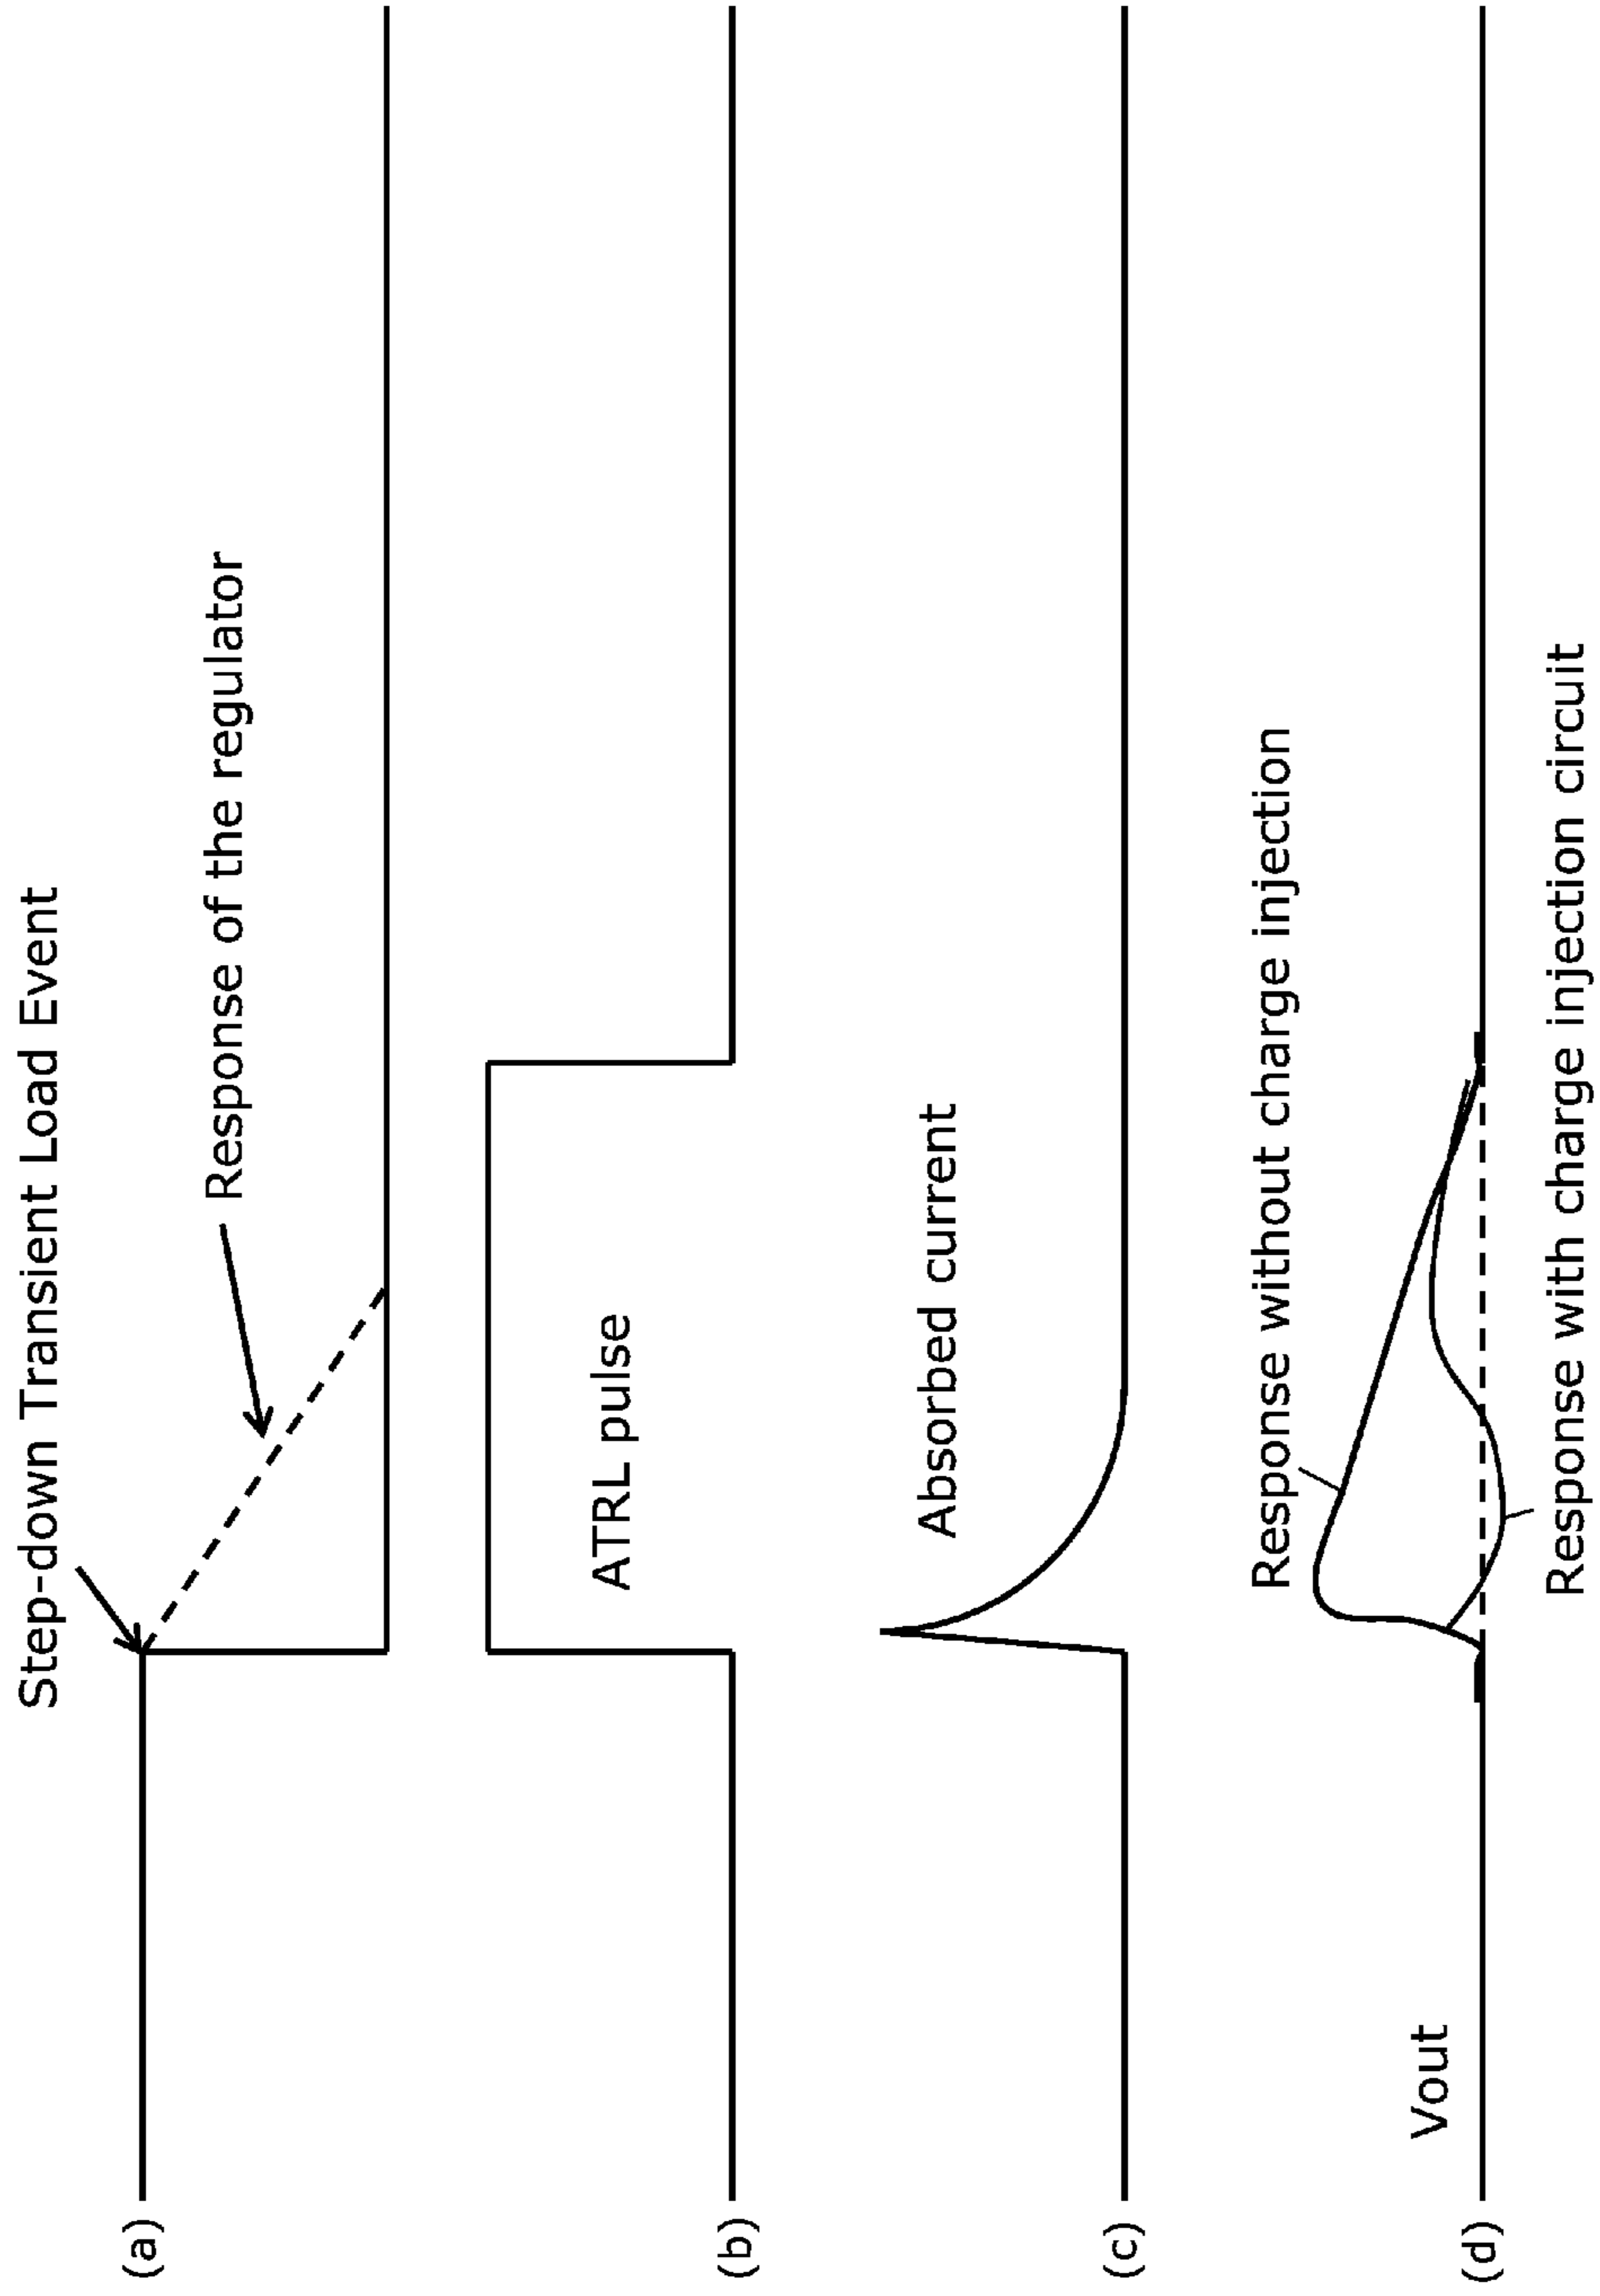 Step-down Transient Load Event
Response of the regulator
(a)
ATRL pulse
(b)
Absorbed current
(c)
Response without charge injection
Vout
(d)
Response with charge injection circuit